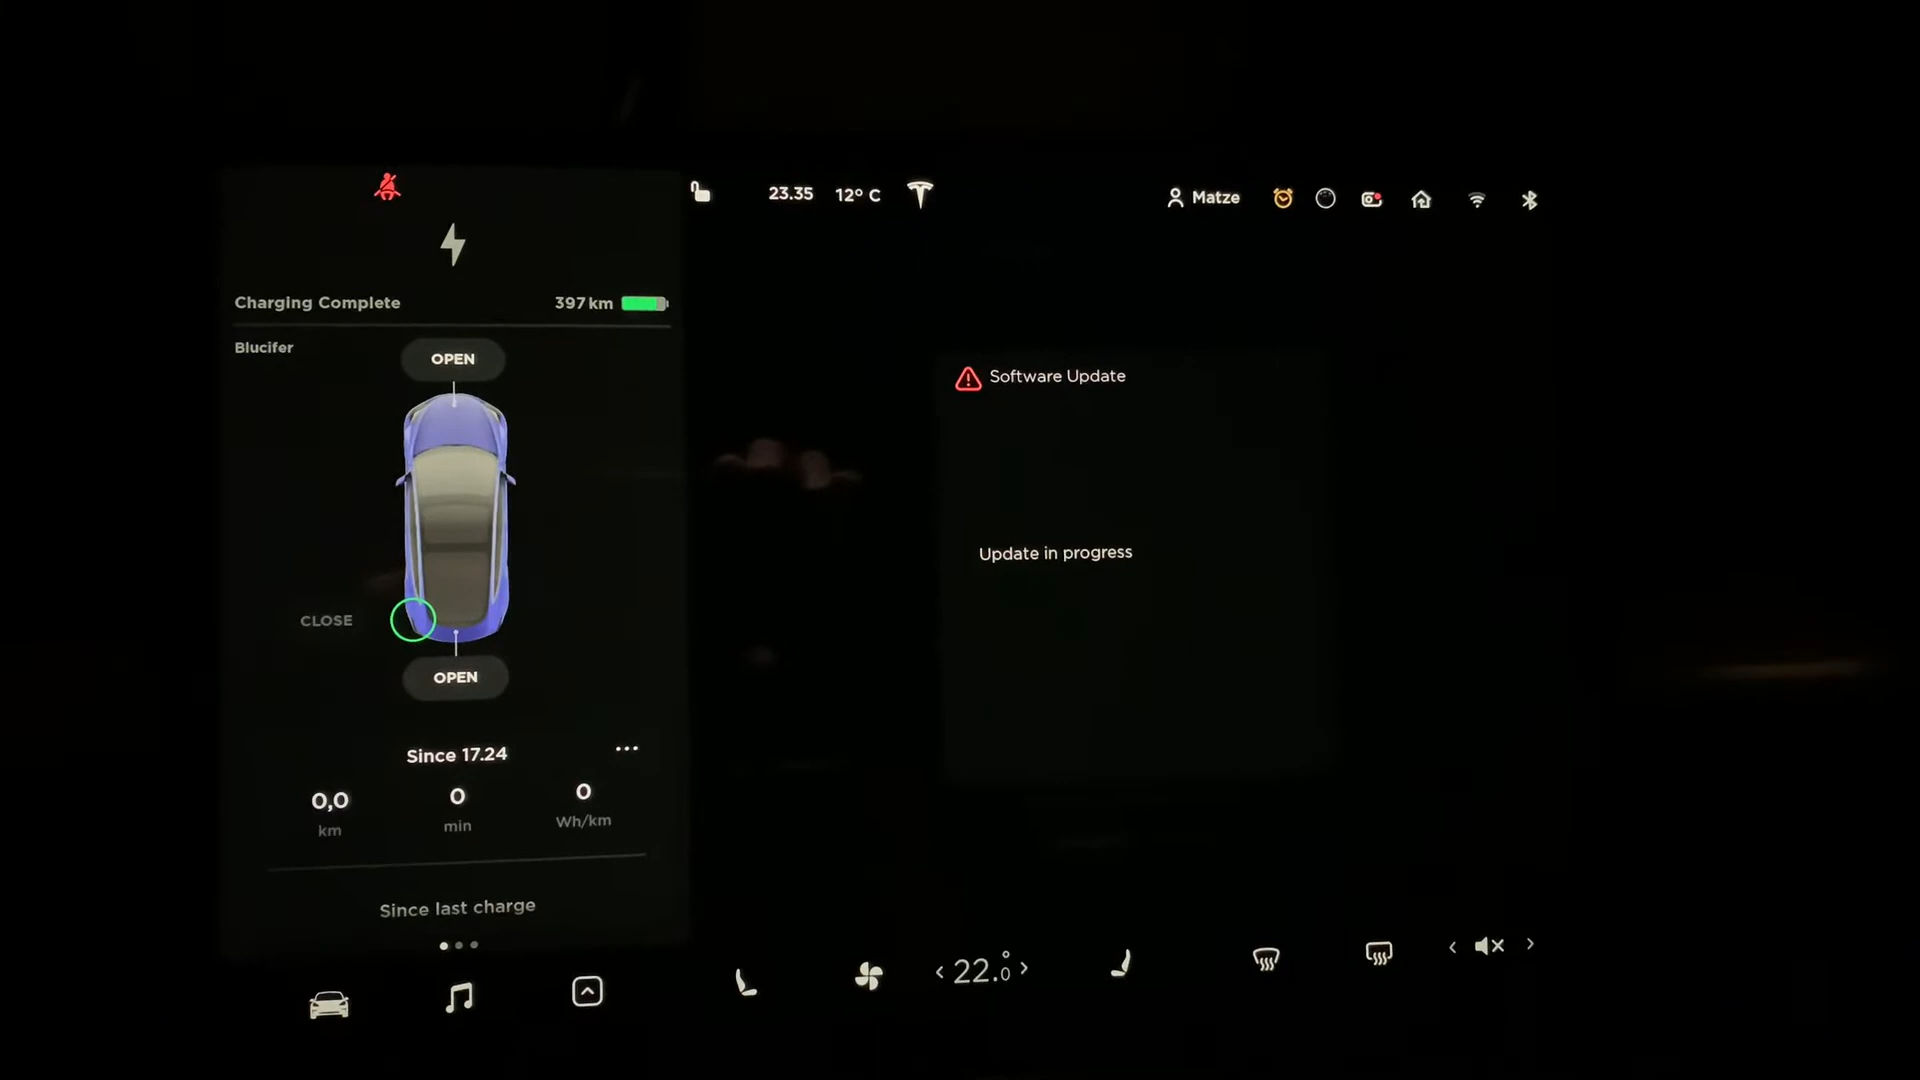 23.35 12° C
Matze
Charging Complete 397 km
Blucifer
OPEN
CLOSE
OPEN
Since 17.24
0,0 0 0
km min Wh/km
Since last charge
Software Update
Update in progress
22.0°